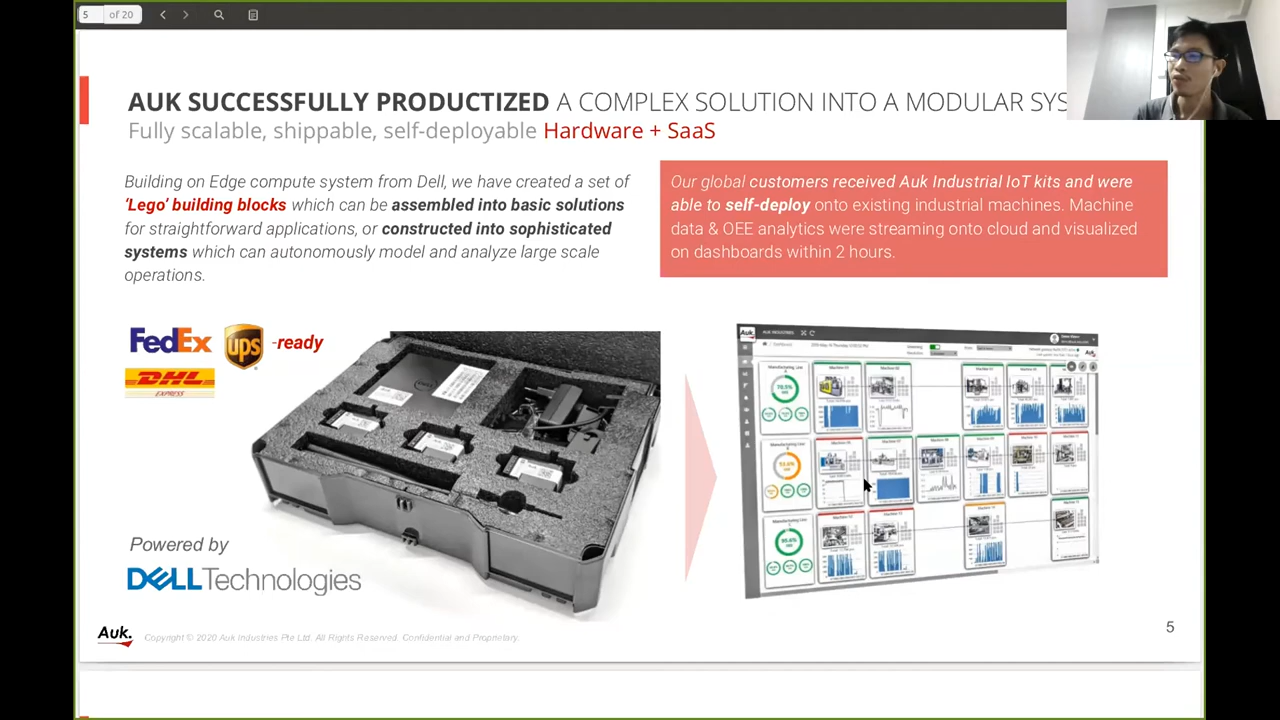 5 of 20
AUK SUCCESSFULLY PRODUCTIZED A COMPLEX SOLUTION INTO A MODULAR SYS
Fully scalable, shippable, self-deployable Hardware + SaaS
Building on Edge compute system from Dell, we have created a set of
‘Lego’ building blocks which can be assembled into basic solutions
for straightforward applications, or constructed into sophisticated
systems which can autonomously model and analyze large scale
operations.
Our global customers received Auk Industrial IoT kits and were
able to self-deploy onto existing industrial machines. Machine
data & OEE analytics were streaming onto cloud and visualized
on dashboards within 2 hours.
FedEx ups -ready
DHL
EXPRESS
Powered by
DELL Technologies
Auk.
AUK INDUSTRIES
Dashboard
Auk. Copyright © 2020 Auk Industries Pte Ltd. All Rights Reserved. Confidential and Proprietary.
5